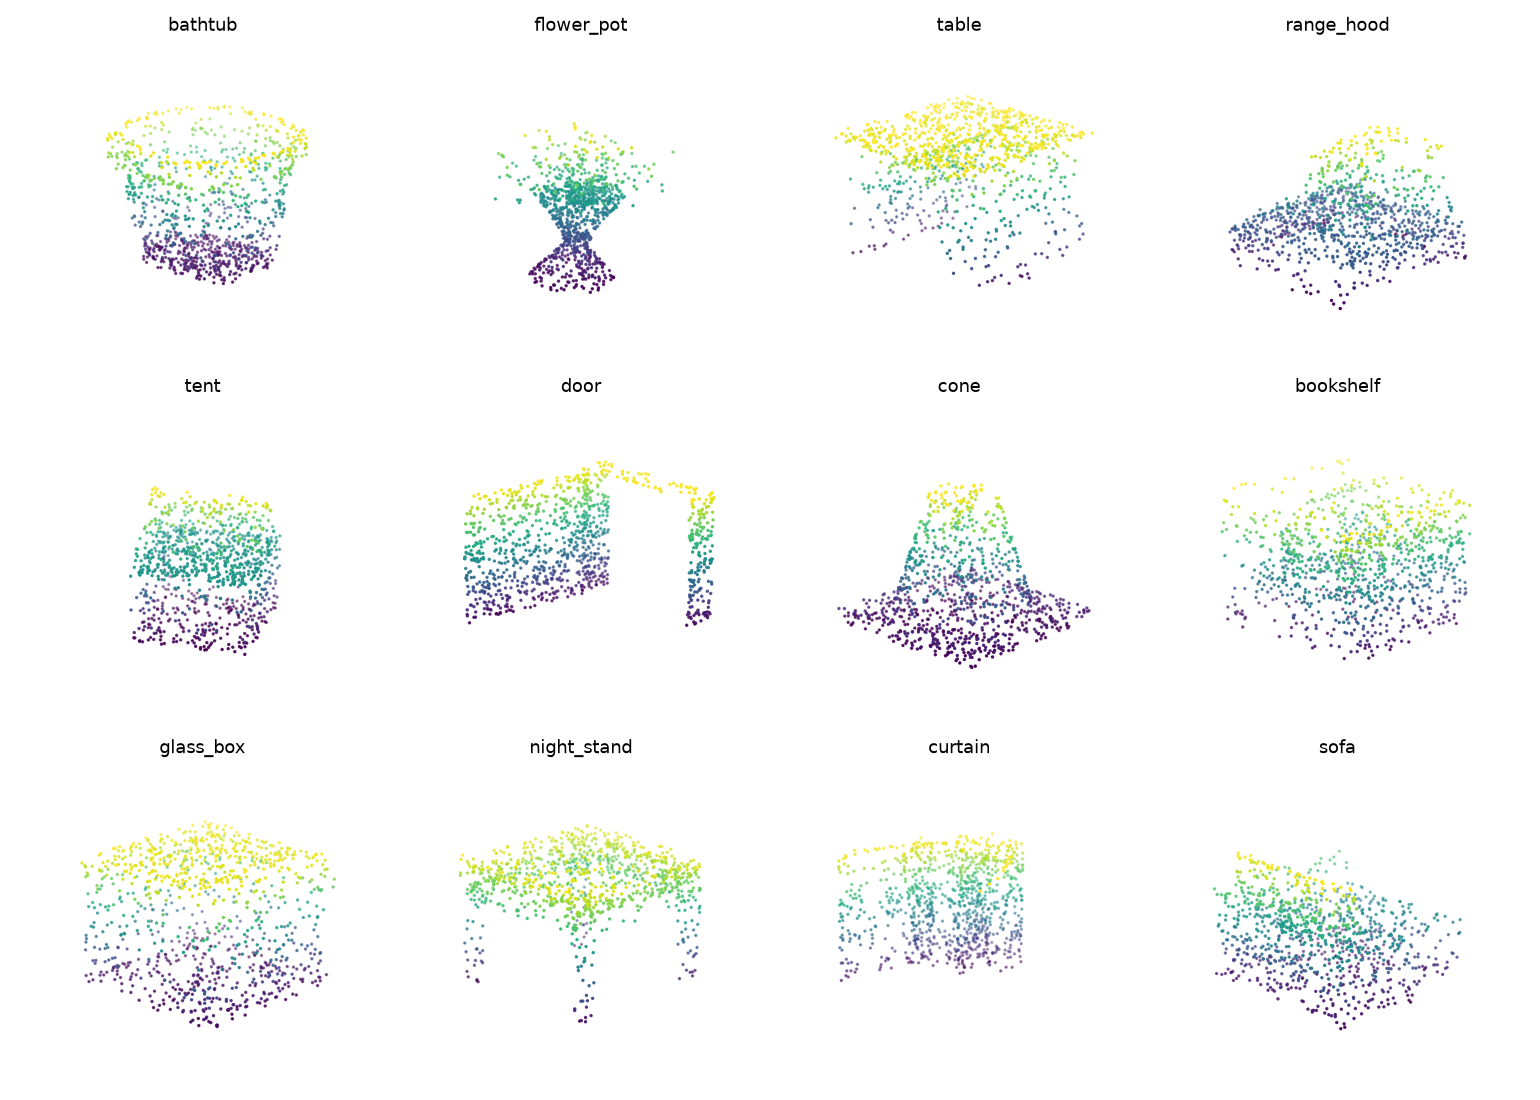 bathtub
flower_pot
table
range_hood
tent
door
cone
bookshelf
glass_box
night_stand
curtain
sofa